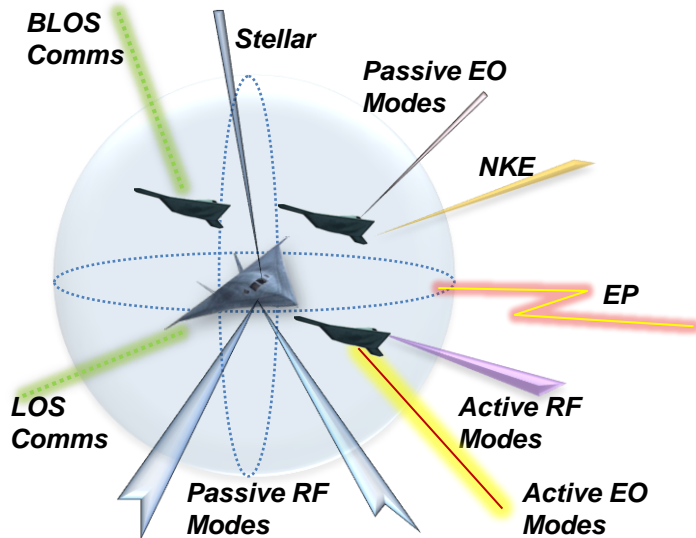 BLOS
Comms
Stellar
Passive EO
Modes
NKE
EP
LOS
Comms
Active RF
Modes
Passive RF
Modes
Active EO
Modes